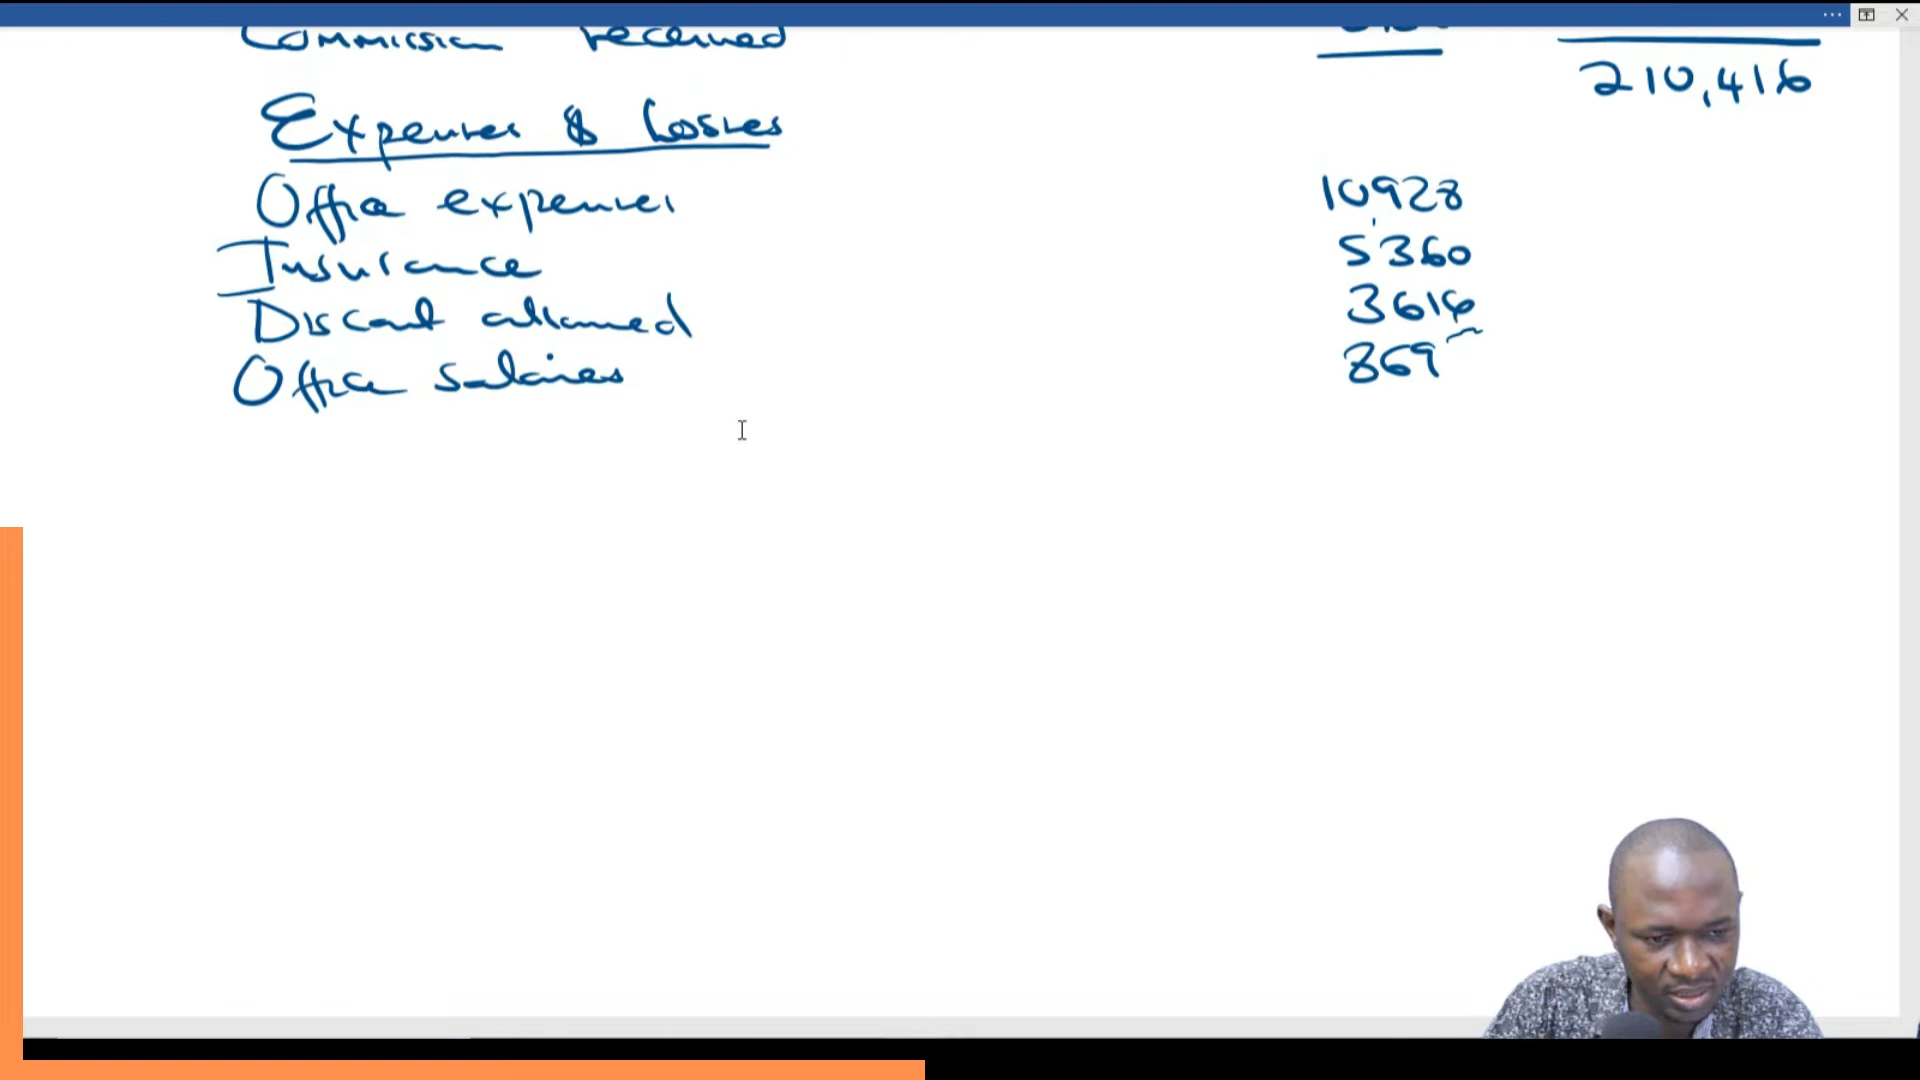 Commission received
210,416
Expenses & Losses
Office expenses 10928
Insurance 5360
Discount allowed 3616
Office salaries 869